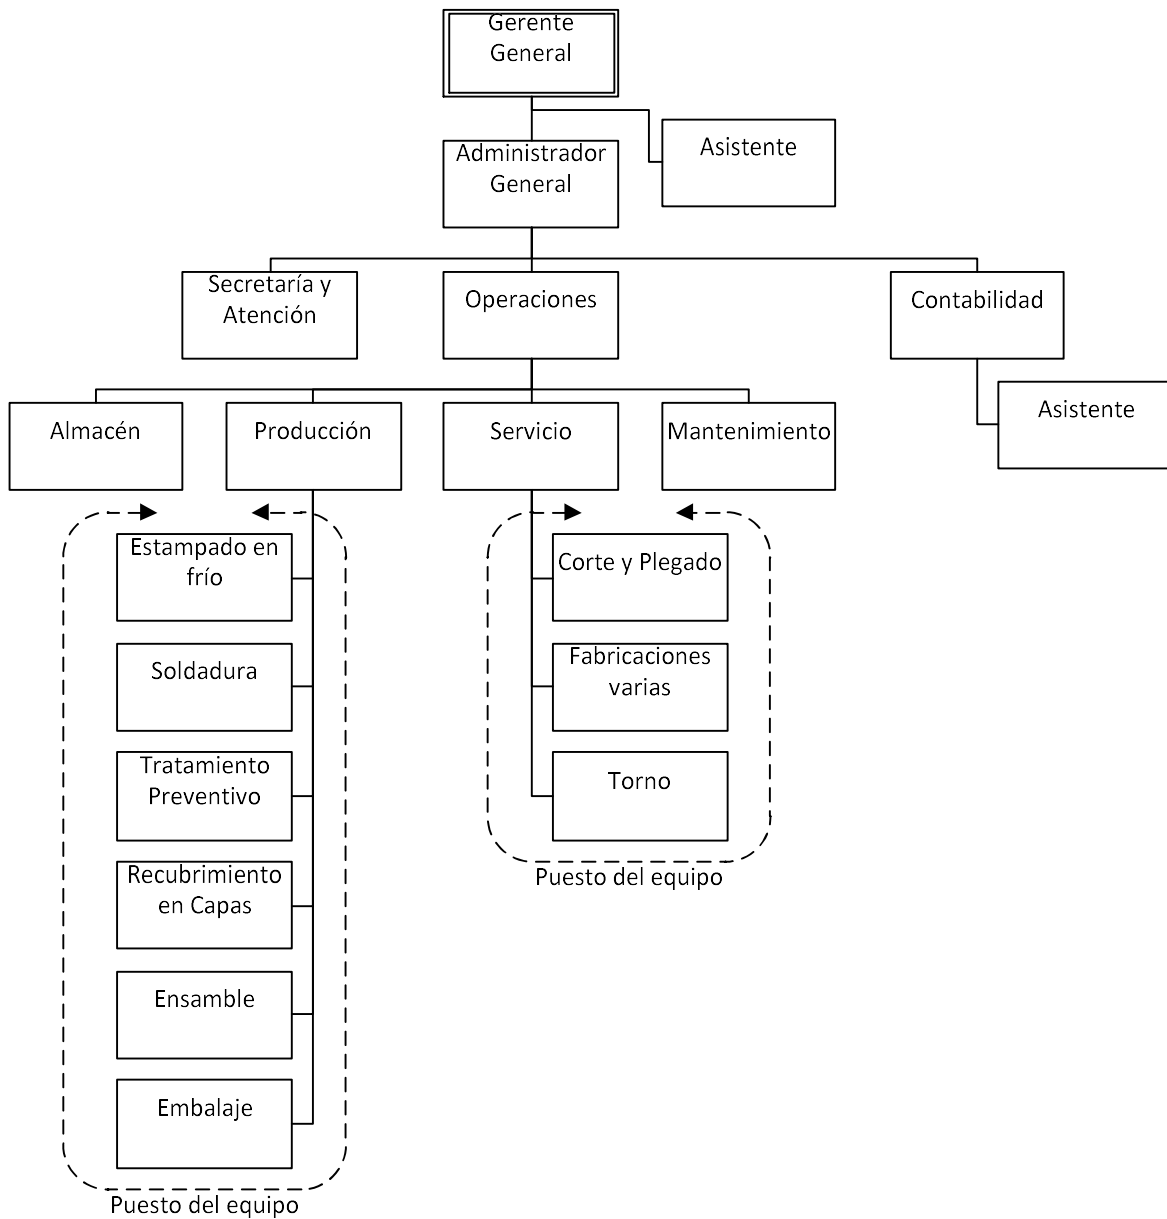 Gerente
General
Asistente
Administrador
General
Secretaría y
Atención
Operaciones
Contabilidad
Asistente
Almacén
Producción
Servicio
Mantenimiento
Estampado en
frío
Soldadura
Tratamiento
Preventivo
Recubrimiento
en Capas
Ensamble
Embalaje
Puesto del equipo
Corte y Plegado
Fabricaciones
varias
Torno
Puesto del equipo